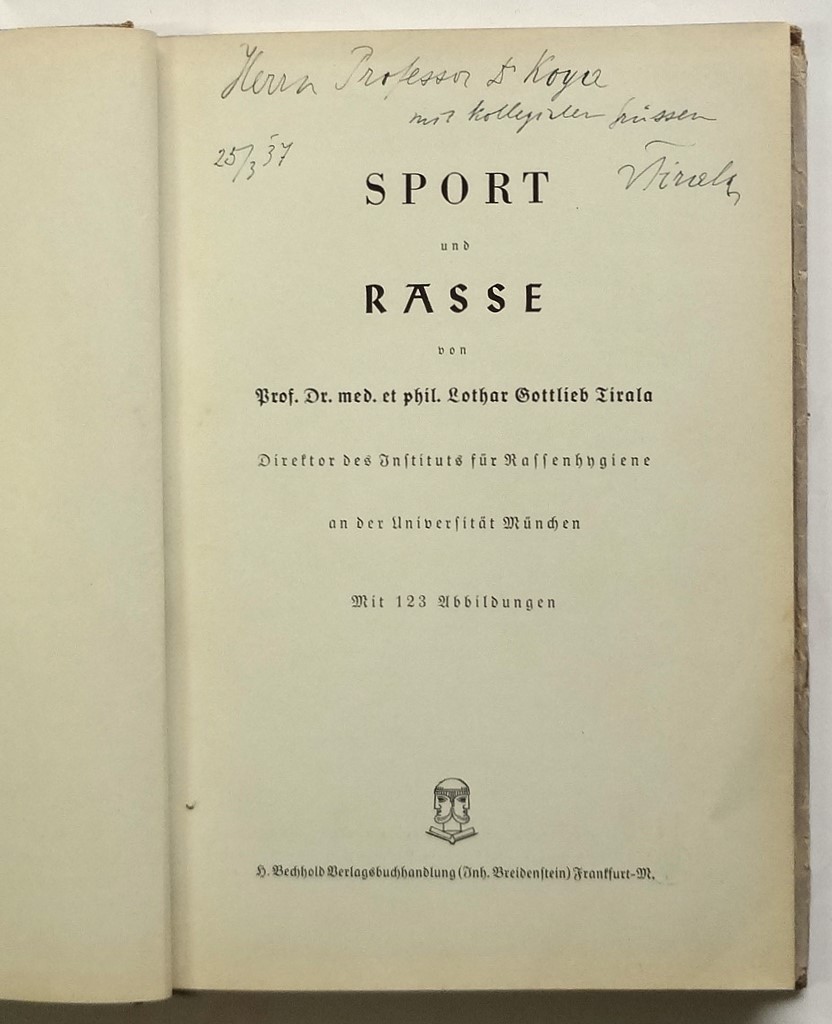 Herrn Professor Dr Koya
mit kollegialen Grüssen
25/3 37
Tirala
SPORT
und
RASSE
von
Prof. Dr. med. et phil. Lothar Gottlieb Tirala
Direktor des Instituts für Rassenhygiene
an der Universität München
Mit 123 Abbildungen
H. Bechhold Verlagsbuchhandlung (Inh. Breidenstein) Frankfurt-M.